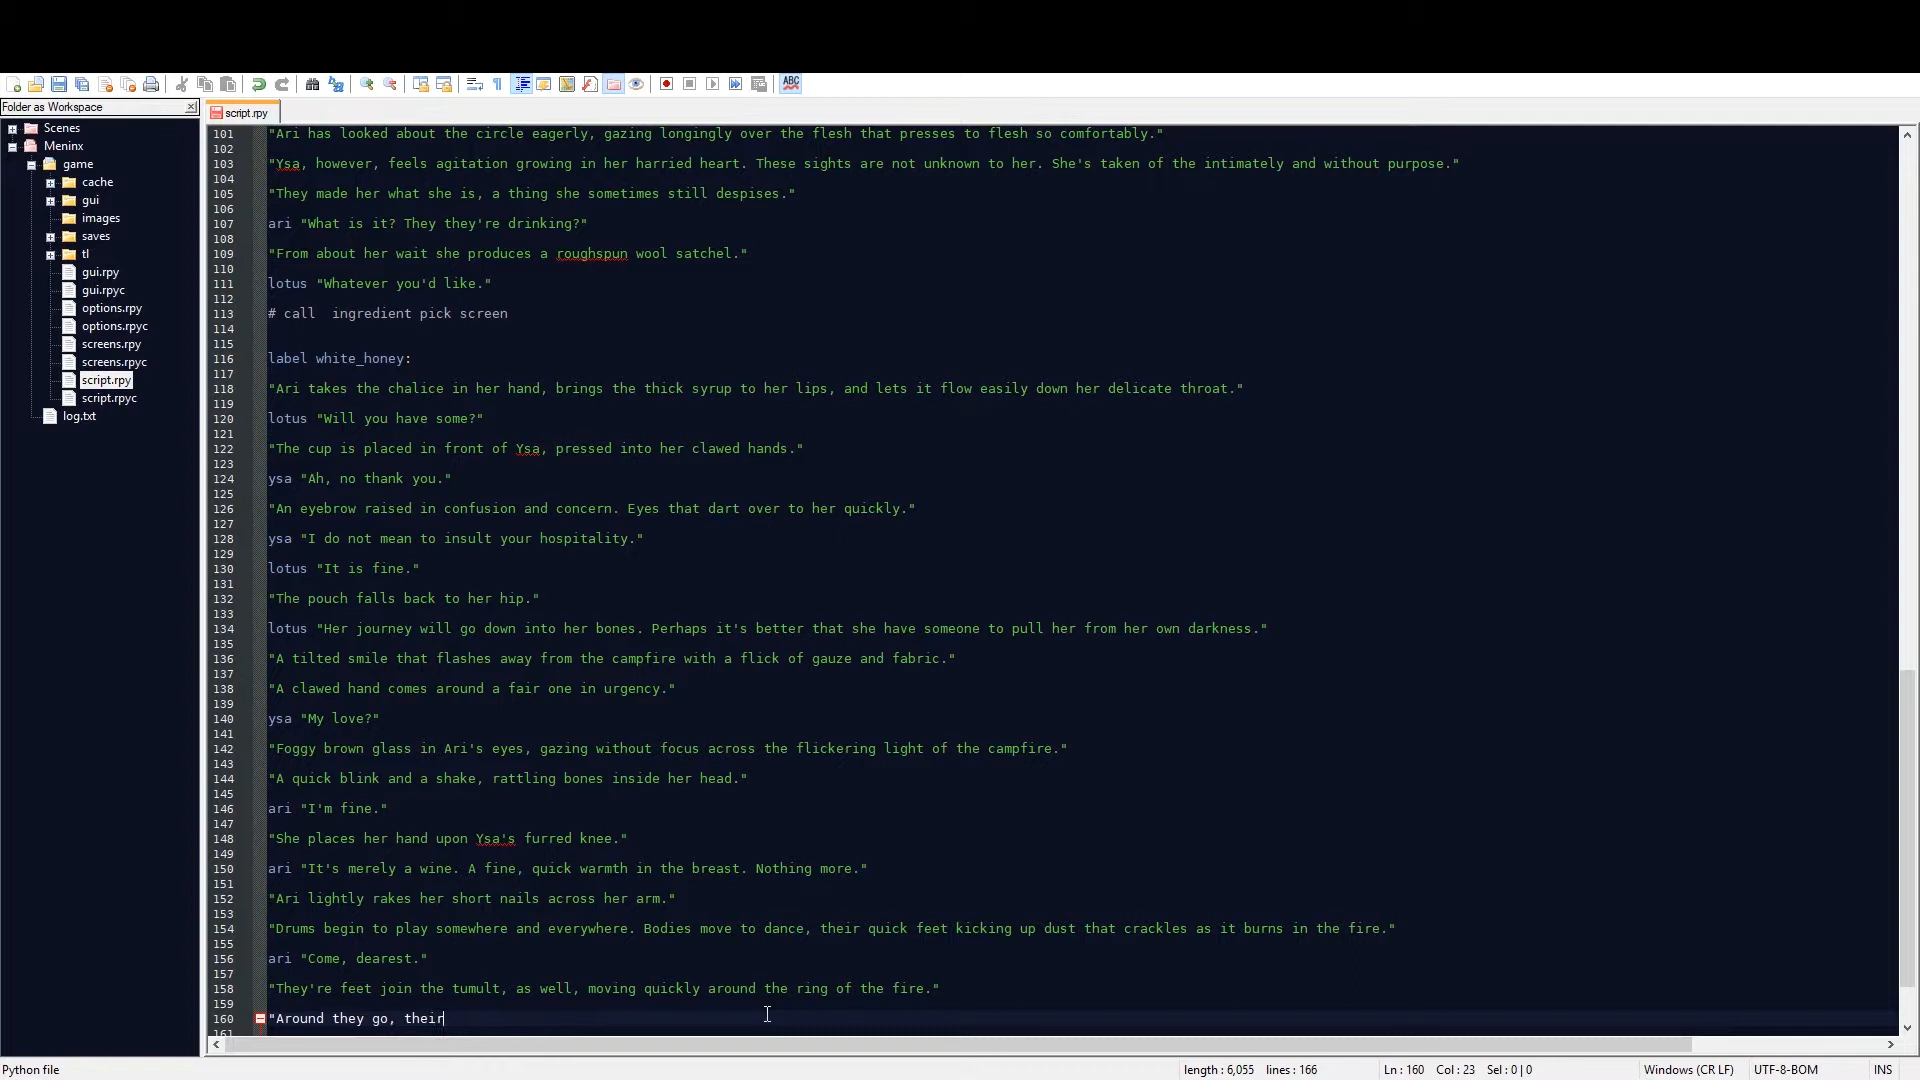 ABC
Folder as Workspace
script.rpy
Scenes
Meninx
game
cache
gui
images
saves
tl
gui.rpy
gui.rpyc
options.rpy
options.rpyc
screens.rpy
screens.rpyc
script.rpy
script.rpyc
log.txt
101 "Ari has looked about the circle eagerly, gazing longingly over the flesh that presses to flesh so comfortably."
102
103 "Ysa, however, feels agitation growing in her harried heart. These sights are not unknown to her. She's taken of the intimately and without purpose."
104
105 "They made her what she is, a thing she sometimes still despises."
106
107 ari "What is it? They they're drinking?"
108
109 "From about her wait she produces a roughspun wool satchel."
110
111 lotus "Whatever you'd like."
112
113 # call  ingredient pick screen
114
115
116 label white_honey:
117
118 "Ari takes the chalice in her hand, brings the thick syrup to her lips, and lets it flow easily down her delicate throat."
119
120 lotus "Will you have some?"
121
122 "The cup is placed in front of Ysa, pressed into her clawed hands."
123
124 ysa "Ah, no thank you."
125
126 "An eyebrow raised in confusion and concern. Eyes that dart over to her quickly."
127
128 ysa "I do not mean to insult your hospitality."
129
130 lotus "It is fine."
131
132 "The pouch falls back to her hip."
133
134 lotus "Her journey will go down into her bones. Perhaps it's better that she have someone to pull her from her own darkness."
135
136 "A tilted smile that flashes away from the campfire with a flick of gauze and fabric."
137
138 "A clawed hand comes around a fair one in urgency."
139
140 ysa "My love?"
141
142 "Foggy brown glass in Ari's eyes, gazing without focus across the flickering light of the campfire."
143
144 "A quick blink and a shake, rattling bones inside her head."
145
146 ari "I'm fine."
147
148 "She places her hand upon Ysa's furred knee."
149
150 ari "It's merely a wine. A fine, quick warmth in the breast. Nothing more."
151
152 "Ari lightly rakes her short nails across her arm."
153
154 "Drums begin to play somewhere and everywhere. Bodies move to dance, their quick feet kicking up dust that crackles as it burns in the fire."
155
156 ari "Come, dearest."
157
158 "They're feet join the tumult, as well, moving quickly around the ring of the fire."
159
160 "Around they go, their
161
Python file
length : 6,055 lines : 166
Ln : 160 Col : 23 Sel : 0 | 0
Windows (CR LF)
UTF-8-BOM
INS